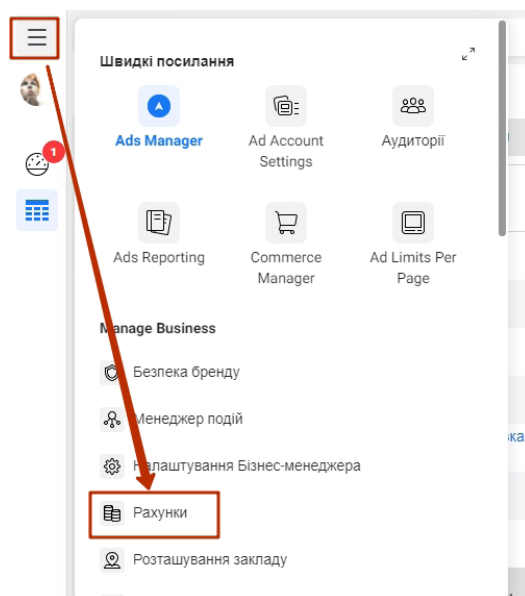 Швидкі посилання
Ads Manager
Ad Account
Settings
Аудиторії
1
Ads Reporting
Commerce
Manager
Ad Limits Per
Page
Manage Business
Безпека бренду
Менеджер подій
Налаштування Бізнес-менеджера
Рахунки
Розташування закладу